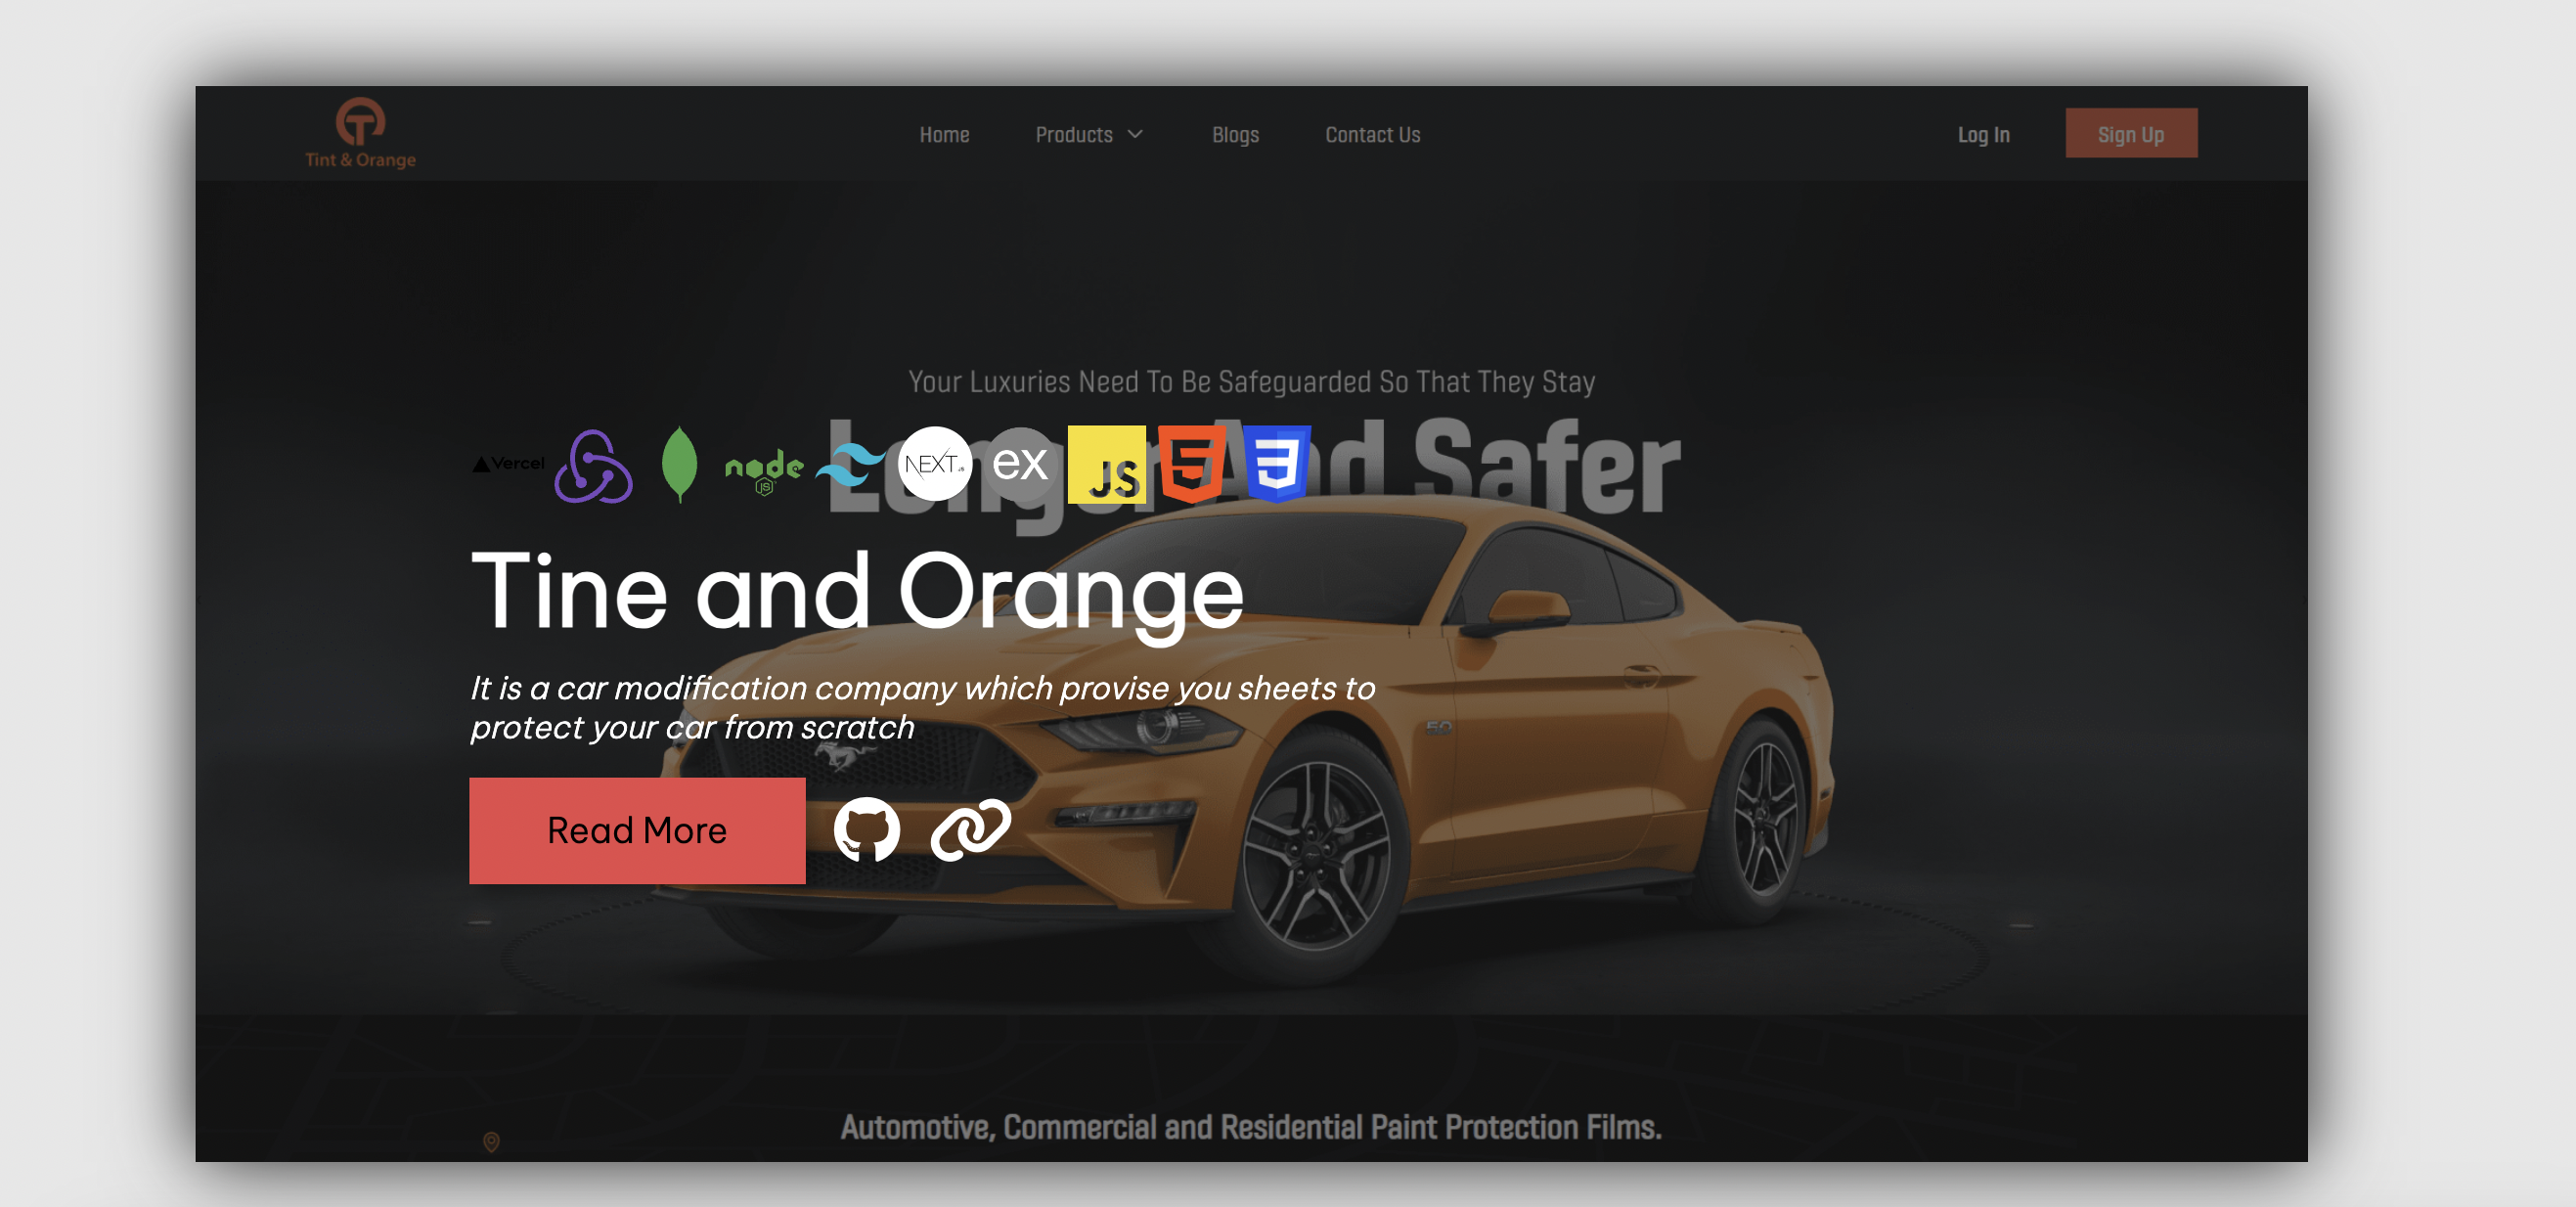 Tint & Orange
Home Products Blogs Contact Us Log In Sign Up
Your Luxuries Need To Be Safeguarded So That They Stay
Longer And Safer
Vercel node JS NEXT.JS ex JS 5 3
Tine and Orange
It is a car modification company which provise you sheets to
protect your car from scratch
5.0
Read More
Automotive, Commercial and Residential Paint Protection Films.